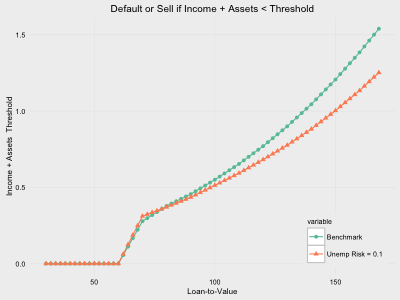 Default or Sell if Income + Assets < Threshold
Income + Assets Threshold
1.5
1.0
0.5
0.0
50
100
150
Loan-to-Value
variable
Benchmark
Unemp Risk = 0.1